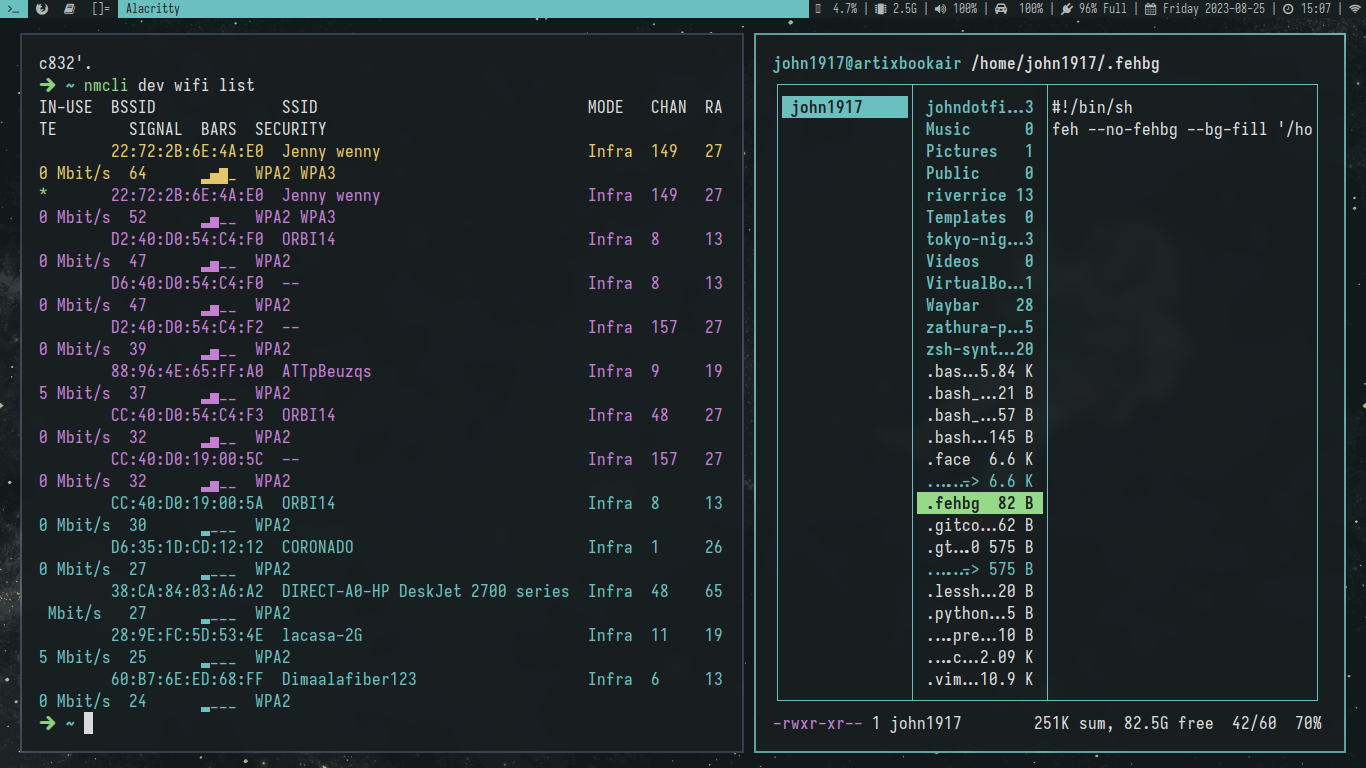 []= Alacritty 4.7% | 2.5G | 100% | 100% | 96% Full | Friday 2023-08-25 | 15:07 |
c832'.
~ nmcli dev wifi list
IN-USE BSSID SSID MODE CHAN RA
TE SIGNAL BARS SECURITY
22:72:2B:6E:4A:E0 Jenny wenny Infra 149 27
0 Mbit/s 64 WPA2 WPA3
* 22:72:2B:6E:4A:E0 Jenny wenny Infra 149 27
0 Mbit/s 52 WPA2 WPA3
D2:40:D0:54:C4:F0 ORBI14 Infra 8 13
0 Mbit/s 47 WPA2
D6:40:D0:54:C4:F0 -- Infra 8 13
0 Mbit/s 47 WPA2
D2:40:D0:54:C4:F2 -- Infra 157 27
0 Mbit/s 39 WPA2
88:96:4E:65:FF:A0 ATTpBeuzqs Infra 9 19
5 Mbit/s 37 WPA2
CC:40:D0:54:C4:F3 ORBI14 Infra 48 27
0 Mbit/s 32 WPA2
CC:40:D0:19:00:5C -- Infra 157 27
0 Mbit/s 32 WPA2
CC:40:D0:19:00:5A ORBI14 Infra 8 13
0 Mbit/s 30 WPA2
D6:35:1D:CD:12:12 CORONADO Infra 1 26
0 Mbit/s 27 WPA2
38:CA:84:03:A6:A2 DIRECT-A0-HP DeskJet 2700 series Infra 48 65
Mbit/s 27 WPA2
28:9E:FC:5D:53:4E lacasa-2G Infra 11 19
5 Mbit/s 25 WPA2
60:B7:6E:ED:68:FF Dimaalafiber123 Infra 6 13
0 Mbit/s 24 WPA2
~
john1917@artixbookair /home/john1917/.fehbg
john1917
johndotfi…3
Music 0
Pictures 1
Public 0
riverrice 13
Templates 0
tokyo-nig…3
Videos 0
VirtualBo…1
Waybar 28
zathura-p…5
zsh-synt…20
.bas…5.84 K
.bash_…21 B
.bash_…57 B
.bash…145 B
.face 6.6 K
.……-> 6.6 K
.fehbg 82 B
.gitco…62 B
.gt…0 575 B
.……-> 575 B
.lessh…20 B
.python…5 B
.…pre…10 B
.…c…2.09 K
.vim…10.9 K
#!/bin/sh
feh --no-fehbg --bg-fill '/ho
-rwxr-xr-- 1 john1917 251K sum, 82.5G free 42/60 70%